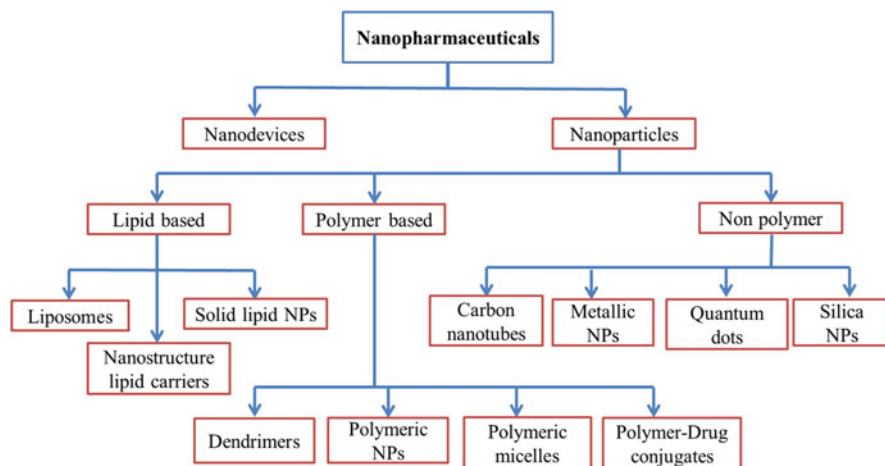 Nanopharmaceuticals
Nanodevices
Nanoparticles
Lipid based
Polymer based
Non polymer
Liposomes
Solid lipid NPs
Nanostructure
lipid carriers
Carbon
nanotubes
Metallic
NPs
Quantum
dots
Silica
NPs
Dendrimers
Polymeric
NPs
Polymeric
micelles
Polymer-Drug
conjugates